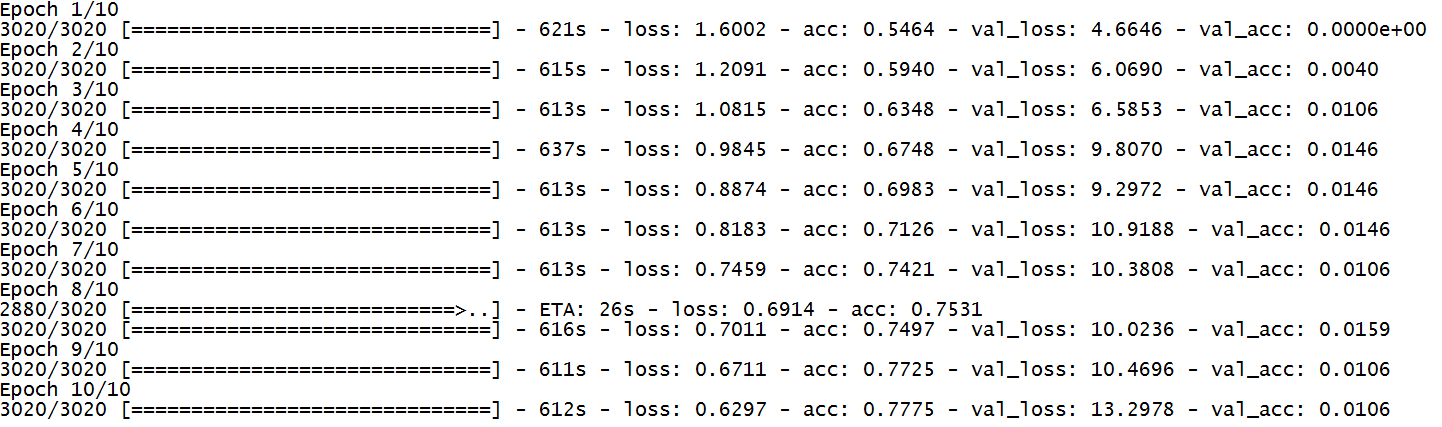 Epoch 1/10
3020/3020 [==============================] - 621s - loss: 1.6002 - acc: 0.5464 - val_loss: 4.6646 - val_acc: 0.0000e+00
Epoch 2/10
3020/3020 [==============================] - 615s - loss: 1.2091 - acc: 0.5940 - val_loss: 6.0690 - val_acc: 0.0040
Epoch 3/10
3020/3020 [==============================] - 613s - loss: 1.0815 - acc: 0.6348 - val_loss: 6.5853 - val_acc: 0.0106
Epoch 4/10
3020/3020 [==============================] - 637s - loss: 0.9845 - acc: 0.6748 - val_loss: 9.8070 - val_acc: 0.0146
Epoch 5/10
3020/3020 [==============================] - 613s - loss: 0.8874 - acc: 0.6983 - val_loss: 9.2972 - val_acc: 0.0146
Epoch 6/10
3020/3020 [==============================] - 613s - loss: 0.8183 - acc: 0.7126 - val_loss: 10.9188 - val_acc: 0.0146
Epoch 7/10
3020/3020 [==============================] - 613s - loss: 0.7459 - acc: 0.7421 - val_loss: 10.3808 - val_acc: 0.0106
Epoch 8/10
2880/3020 [===========================>..] - ETA: 26s - loss: 0.6914 - acc: 0.7531
3020/3020 [==============================] - 616s - loss: 0.7011 - acc: 0.7497 - val_loss: 10.0236 - val_acc: 0.0159
Epoch 9/10
3020/3020 [==============================] - 611s - loss: 0.6711 - acc: 0.7725 - val_loss: 10.4696 - val_acc: 0.0106
Epoch 10/10
3020/3020 [==============================] - 612s - loss: 0.6297 - acc: 0.7775 - val_loss: 13.2978 - val_acc: 0.0106